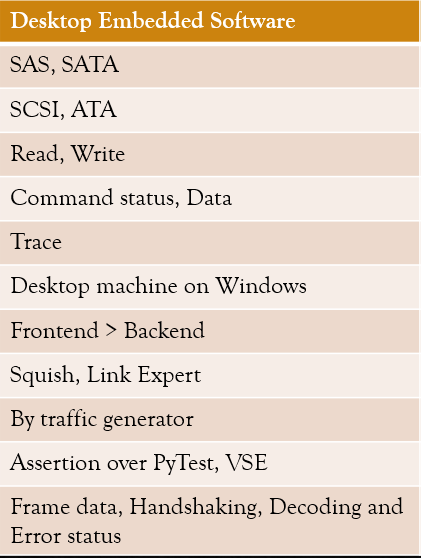 Desktop Embedded Software
SAS, SATA
SCSI, ATA
Read, Write
Command status, Data
Trace
Desktop machine on Windows
Frontend > Backend
Squish, Link Expert
By traffic generator
Assertion over PyTest, VSE
Frame data, Handshaking, Decoding and
Error status